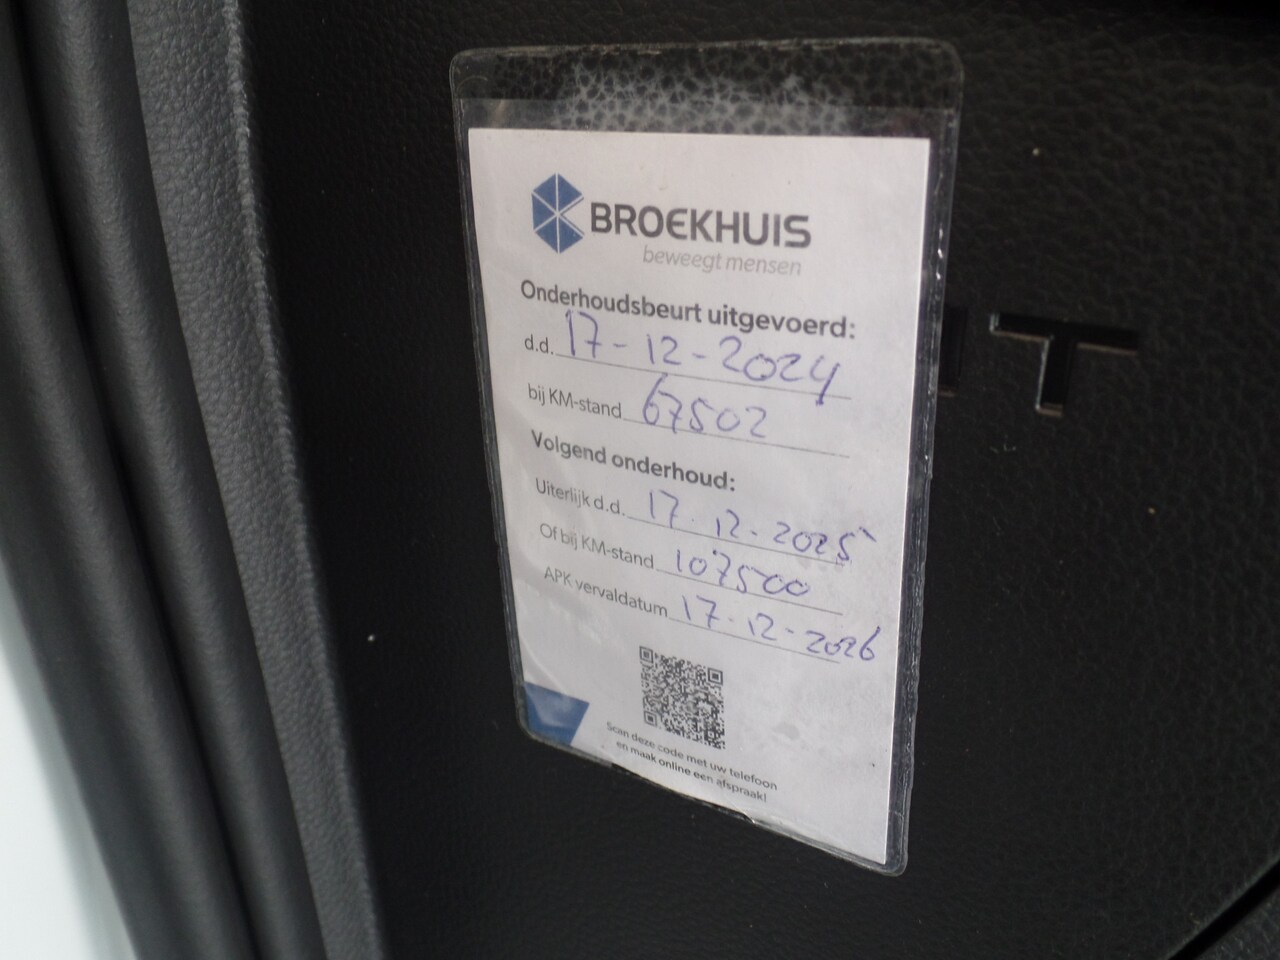 BROEKHUIS
beweegt mensen
Onderhoudsbeurt uitgevoerd:
d.d. 17-12-2024
bij KM-stand 67502
Volgend onderhoud:
Uiterlijk d.d. 17-12-2025
Of bij KM-stand 107500
APK vervaldatum 17-12-2026
Scan deze code met uw telefoon
en maak online een afspraak!
IT